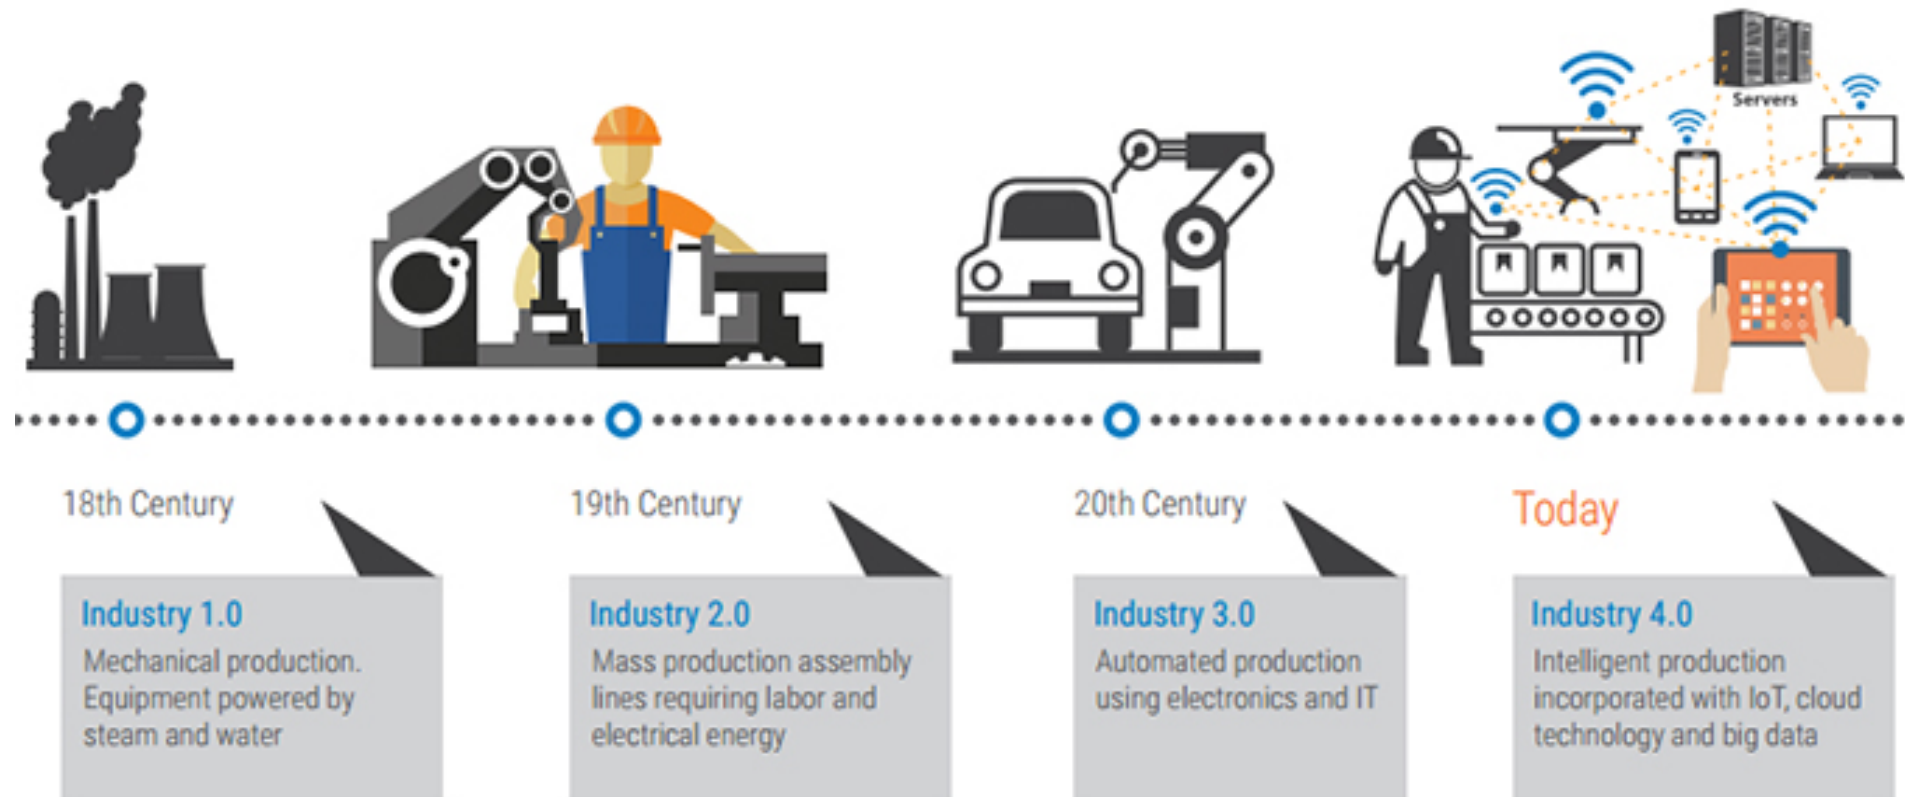 Servers
18th Century
Industry 1.0
Mechanical production.
Equipment powered by
steam and water
19th Century
Industry 2.0
Mass production assembly
lines requiring labor and
electrical energy
20th Century
Industry 3.0
Automated production
using electronics and IT
Today
Industry 4.0
Intelligent production
incorporated with IoT, cloud
technology and big data